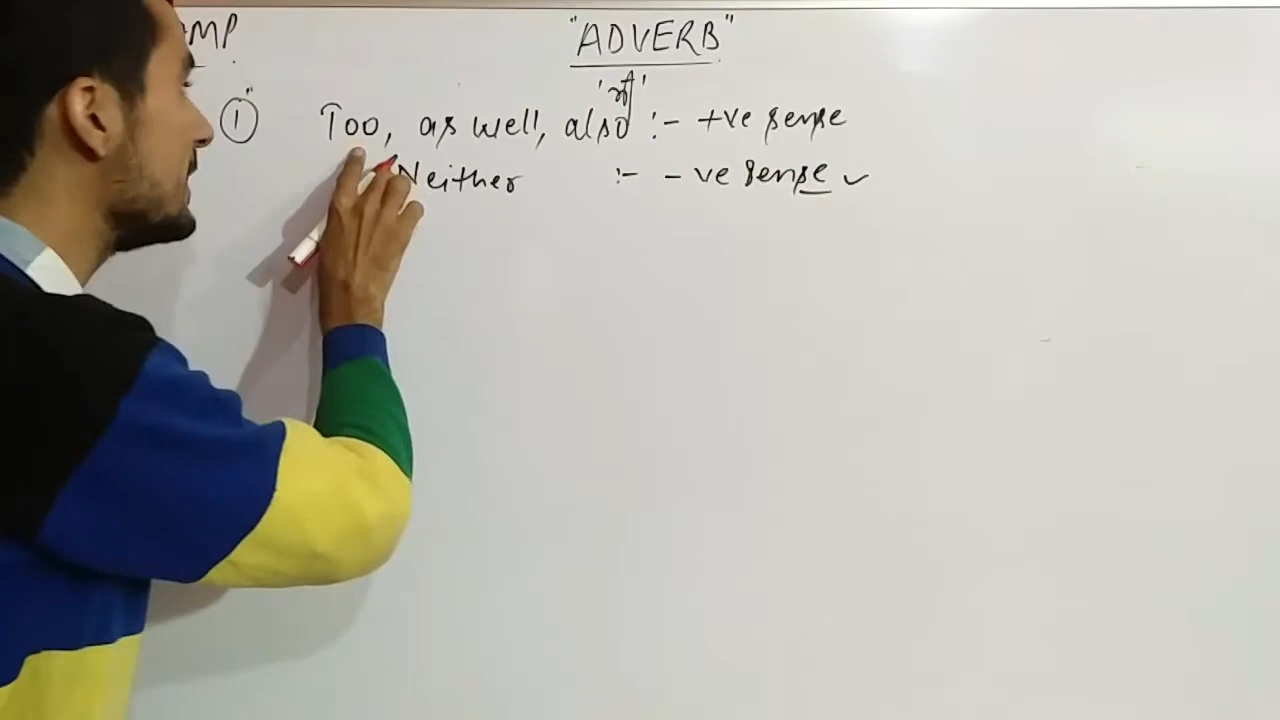 MP "ADVERB"
'भी'
① Too, as well, also :- +ve sense
Neither :- -ve sense ✓